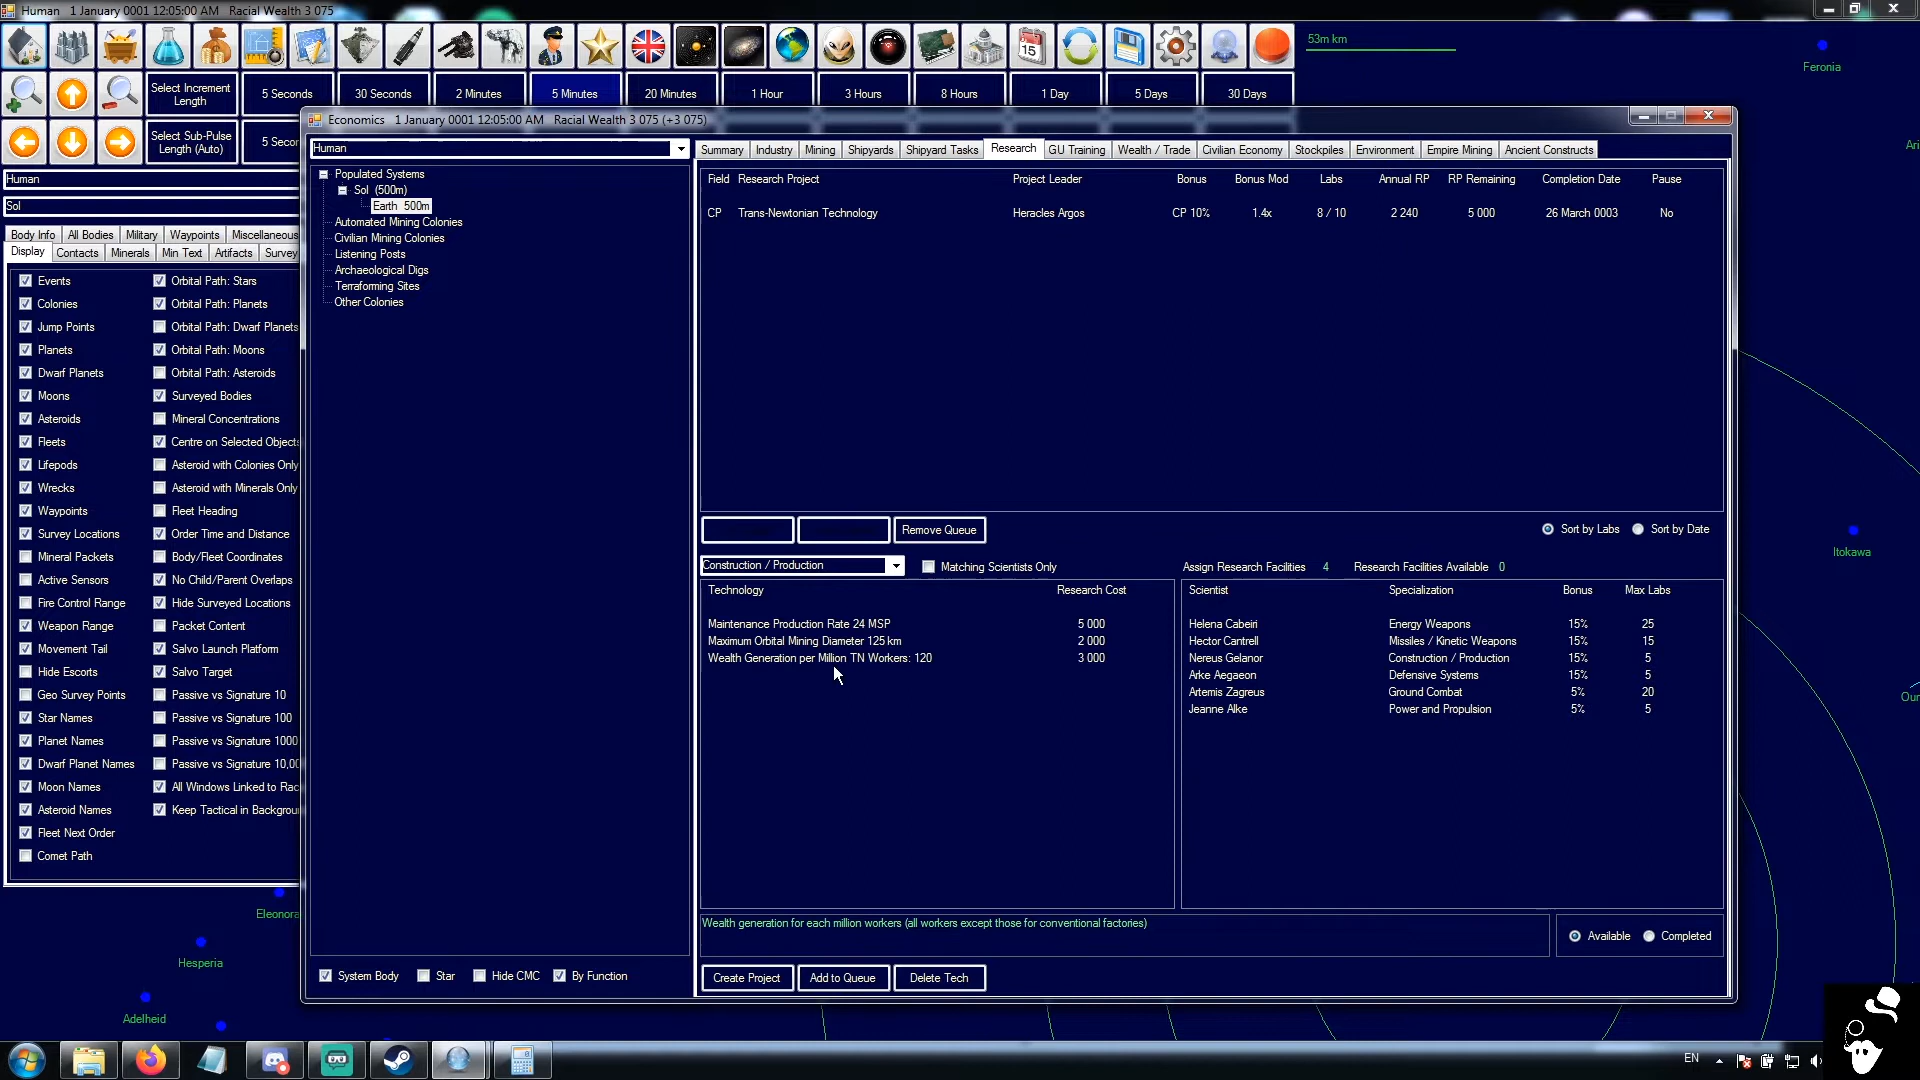 Human 1 January 0001 12:05:00 AM Racial Wealth 3 075
15
53m km
Feronia
Select Increment Length
5 Seconds
30 Seconds
2 Minutes
5 Minutes
20 Minutes
1 Hour
3 Hours
8 Hours
1 Day
5 Days
30 Days
Select Sub-Pulse Length (Auto)
5 Secon
Economics 1 January 0001 12:05:00 AM Racial Wealth 3 075 (+3 075)
Human
Sol
Body Info
All Bodies
Military
Waypoints
Miscellaneous
Display
Contacts
Minerals
Min Text
Artifacts
Survey
Events
Colonies
Jump Points
Planets
Dwarf Planets
Moons
Asteroids
Fleets
Lifepods
Wrecks
Waypoints
Survey Locations
Mineral Packets
Active Sensors
Fire Control Range
Weapon Range
Movement Tail
Hide Escorts
Geo Survey Points
Star Names
Planet Names
Dwarf Planet Names
Moon Names
Asteroid Names
Fleet Next Order
Comet Path
Orbital Path: Stars
Orbital Path: Planets
Orbital Path: Dwarf Planets
Orbital Path: Moons
Orbital Path: Asteroids
Surveyed Bodies
Mineral Concentrations
Centre on Selected Objects
Asteroid with Colonies Only
Asteroid with Minerals Only
Fleet Heading
Order Time and Distance
Body/Fleet Coordinates
No Child/Parent Overlaps
Hide Surveyed Locations
Packet Content
Salvo Launch Platform
Salvo Target
Passive vs Signature 10
Passive vs Signature 100
Passive vs Signature 1000
Passive vs Signature 10,00
All Windows Linked to Rac
Keep Tactical in Backgrou
Human
Populated Systems
Sol (500m)
Earth 500m
Automated Mining Colonies
Civilian Mining Colonies
Listening Posts
Archaeological Digs
Terraforming Sites
Other Colonies
System Body
Star
Hide CMC
By Function
Summary
Industry
Mining
Shipyards
Shipyard Tasks
Research
GU Training
Wealth / Trade
Civilian Economy
Stockpiles
Environment
Empire Mining
Ancient Constructs
Field Research Project Project Leader Bonus Bonus Mod Labs Annual RP RP Remaining Completion Date Pause
CP Trans-Newtonian Technology Heracles Argos CP 10% 1.4x 8 / 10 2 240 5 000 26 March 0003 No
Remove Queue
Sort by Labs
Sort by Date
Construction / Production
Matching Scientists Only
Assign Research Facilities 4
Research Facilities Available 0
Technology Research Cost
Maintenance Production Rate 24 MSP 5 000
Maximum Orbital Mining Diameter 125 km 2 000
Wealth Generation per Million TN Workers: 120 3 000
Scientist Specialization Bonus Max Labs
Helena Cabeiri Energy Weapons 15% 25
Hector Cantrell Missiles / Kinetic Weapons 15% 15
Nereus Gelanor Construction / Production 15% 5
Arke Aegaeon Defensive Systems 15% 5
Artemis Zagreus Ground Combat 5% 20
Jeanne Alke Power and Propulsion 5% 5
Wealth generation for each million workers (all workers except those for conventional factories)
Available
Completed
Create Project
Add to Queue
Delete Tech
Ari
Itokawa
Our
Eleonora
Hesperia
Adelheid
EN